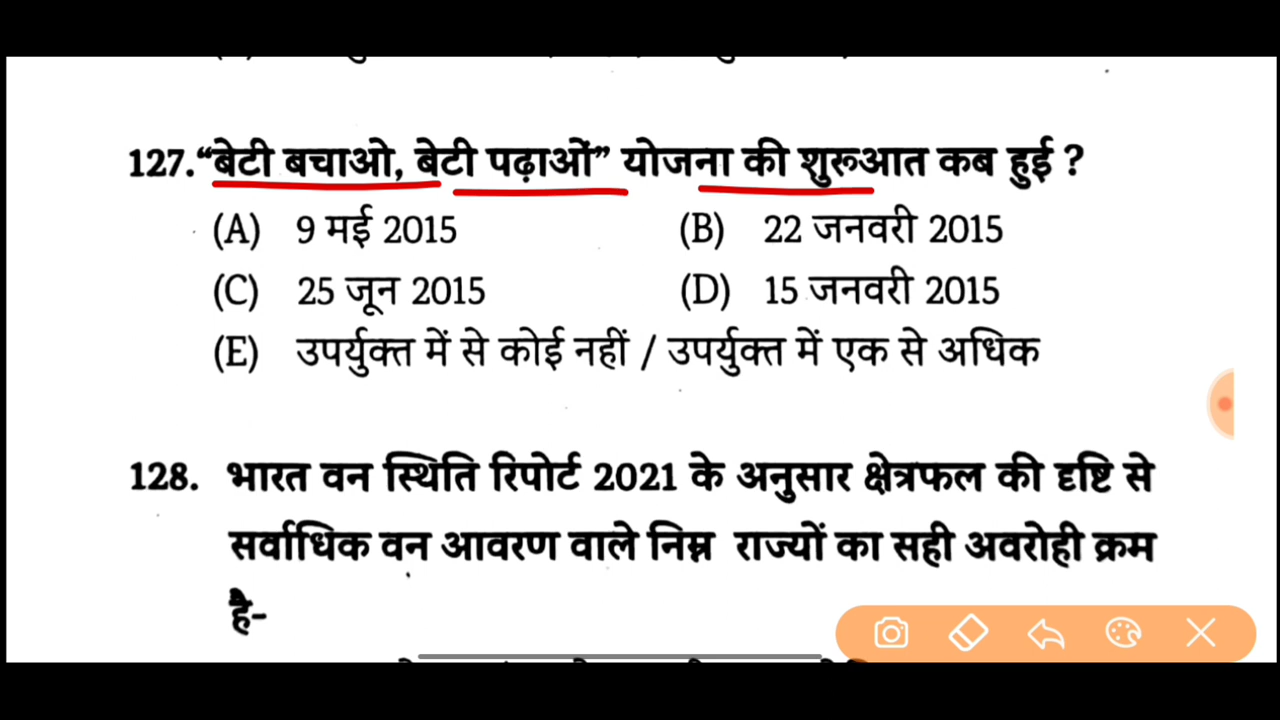 127.“बेटी बचाओ, बेटी पढ़ाओं” योजना की शुरूआत कब हुई ?
(A) 9 मई 2015 (B) 22 जनवरी 2015
(C) 25 जून 2015 (D) 15 जनवरी 2015
(E) उपर्युक्त में से कोई नहीं / उपर्युक्त में एक से अधिक
128. भारत वन स्थिति रिपोर्ट 2021 के अनुसार क्षेत्रफल की दृष्टि से
सर्वाधिक वन आवरण वाले निम्न राज्यों का सही अवरोही क्रम
है-